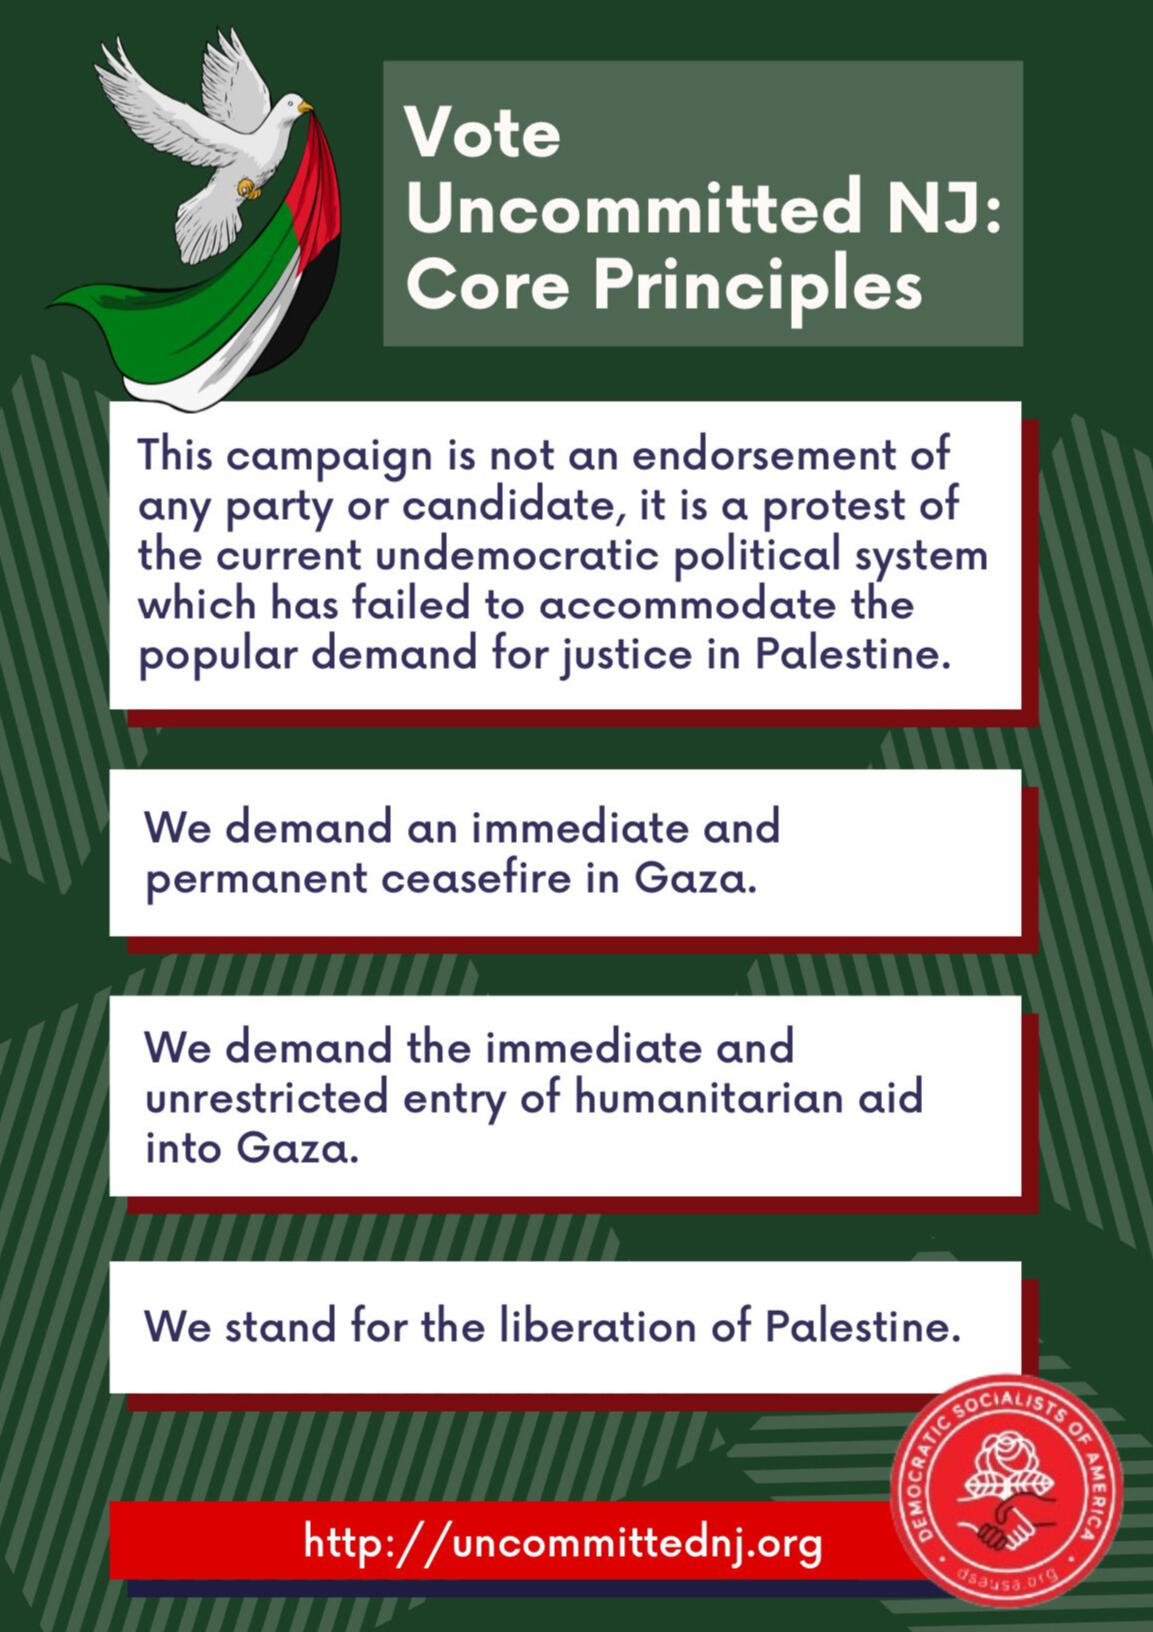 Vote
Uncommitted NJ:
Core Principles
This campaign is not an endorsement of
any party or candidate, it is a protest of
the current undemocratic political system
which has failed to accommodate the
popular demand for justice in Palestine.
We demand an immediate and
permanent ceasefire in Gaza.
We demand the immediate and
unrestricted entry of humanitarian aid
into Gaza.
We stand for the liberation of Palestine.
http://uncommittednj.org
DEMOCRATIC SOCIALISTS OF AMERICA
dsausa.org